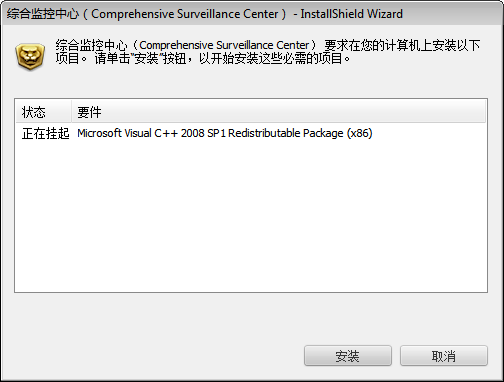 综合监控中心（Comprehensive Surveillance Center）- InstallShield Wizard
综合监控中心（Comprehensive Surveillance Center） 要求在您的计算机上安装以下
项目。 请单击“安装”按钮，以开始安装这些必需的项目。
状态 要件
正在挂起 Microsoft Visual C++ 2008 SP1 Redistributable Package (x86)
安装 取消